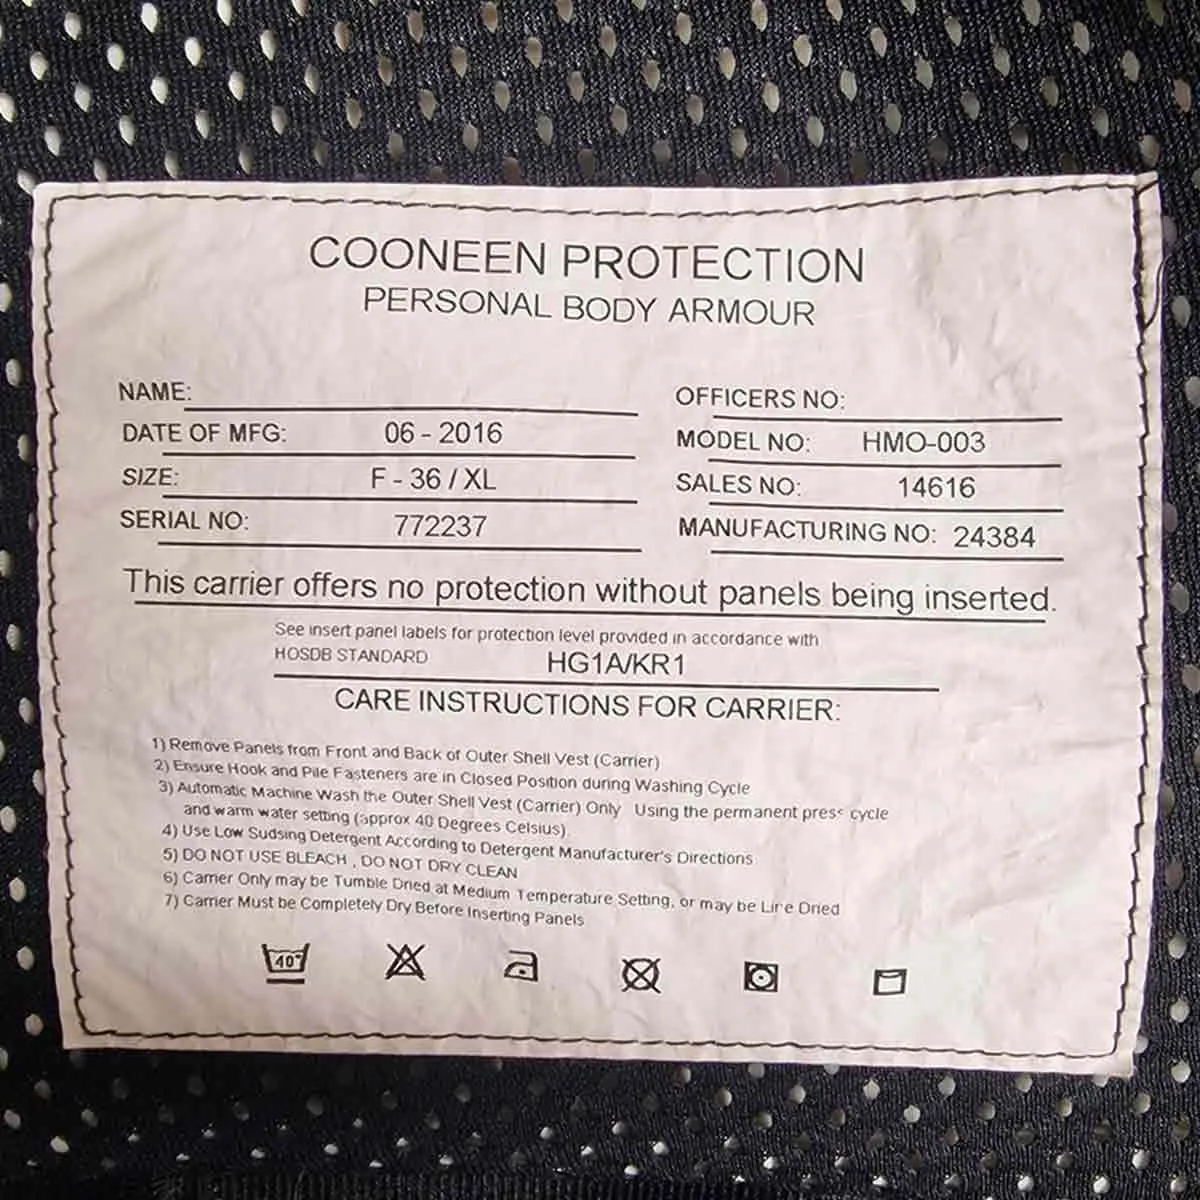 COONEEN PROTECTION
PERSONAL BODY ARMOUR
NAME:
OFFICERS NO:
DATE OF MFG: 06 - 2016
MODEL NO: HMO-003
SIZE: F - 36 / XL
SALES NO: 14616
SERIAL NO: 772237
MANUFACTURING NO: 24384
This carrier offers no protection without panels being inserted.
See insert panel labels for protection level provided in accordance with
HOSDB STANDARD HG1A/KR1
CARE INSTRUCTIONS FOR CARRIER:
1) Remove Panels from Front and Back of Outer Shell Vest (Carrier)
2) Ensure Hook and Pile Fasteners are in Closed Position during Washing Cycle
3) Automatic Machine Wash the Outer Shell Vest (Carrier) Only Using the permanent press cycle
and warm water setting (approx 40 Degrees Celsius)
4) Use Low Sudsing Detergent According to Detergent Manufacturer's Directions
5) DO NOT USE BLEACH , DO NOT DRY CLEAN
6) Carrier Only may be Tumble Dried at Medium Temperature Setting, or may be Line Dried
7) Carrier Must be Completely Dry Before Inserting Panels
40°